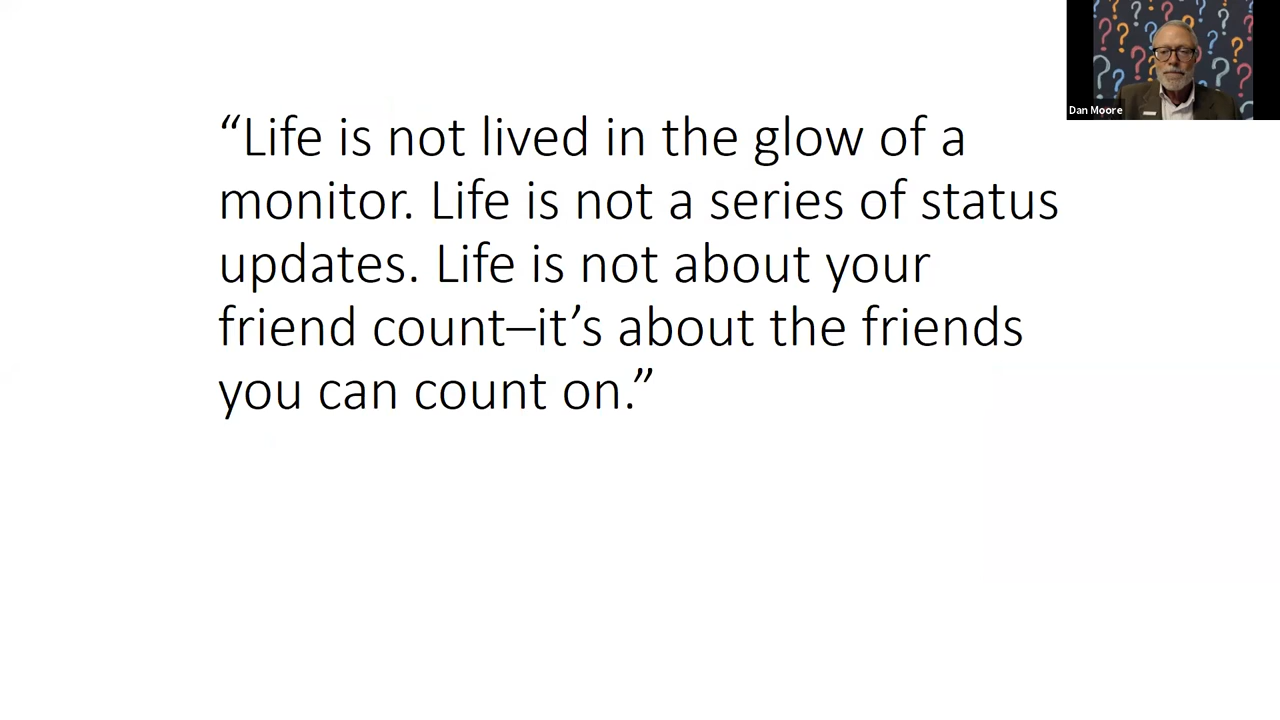 “Life is not lived in the glow of a
monitor. Life is not a series of status
updates. Life is not about your
friend count–it’s about the friends
you can count on.”
Dan Moore